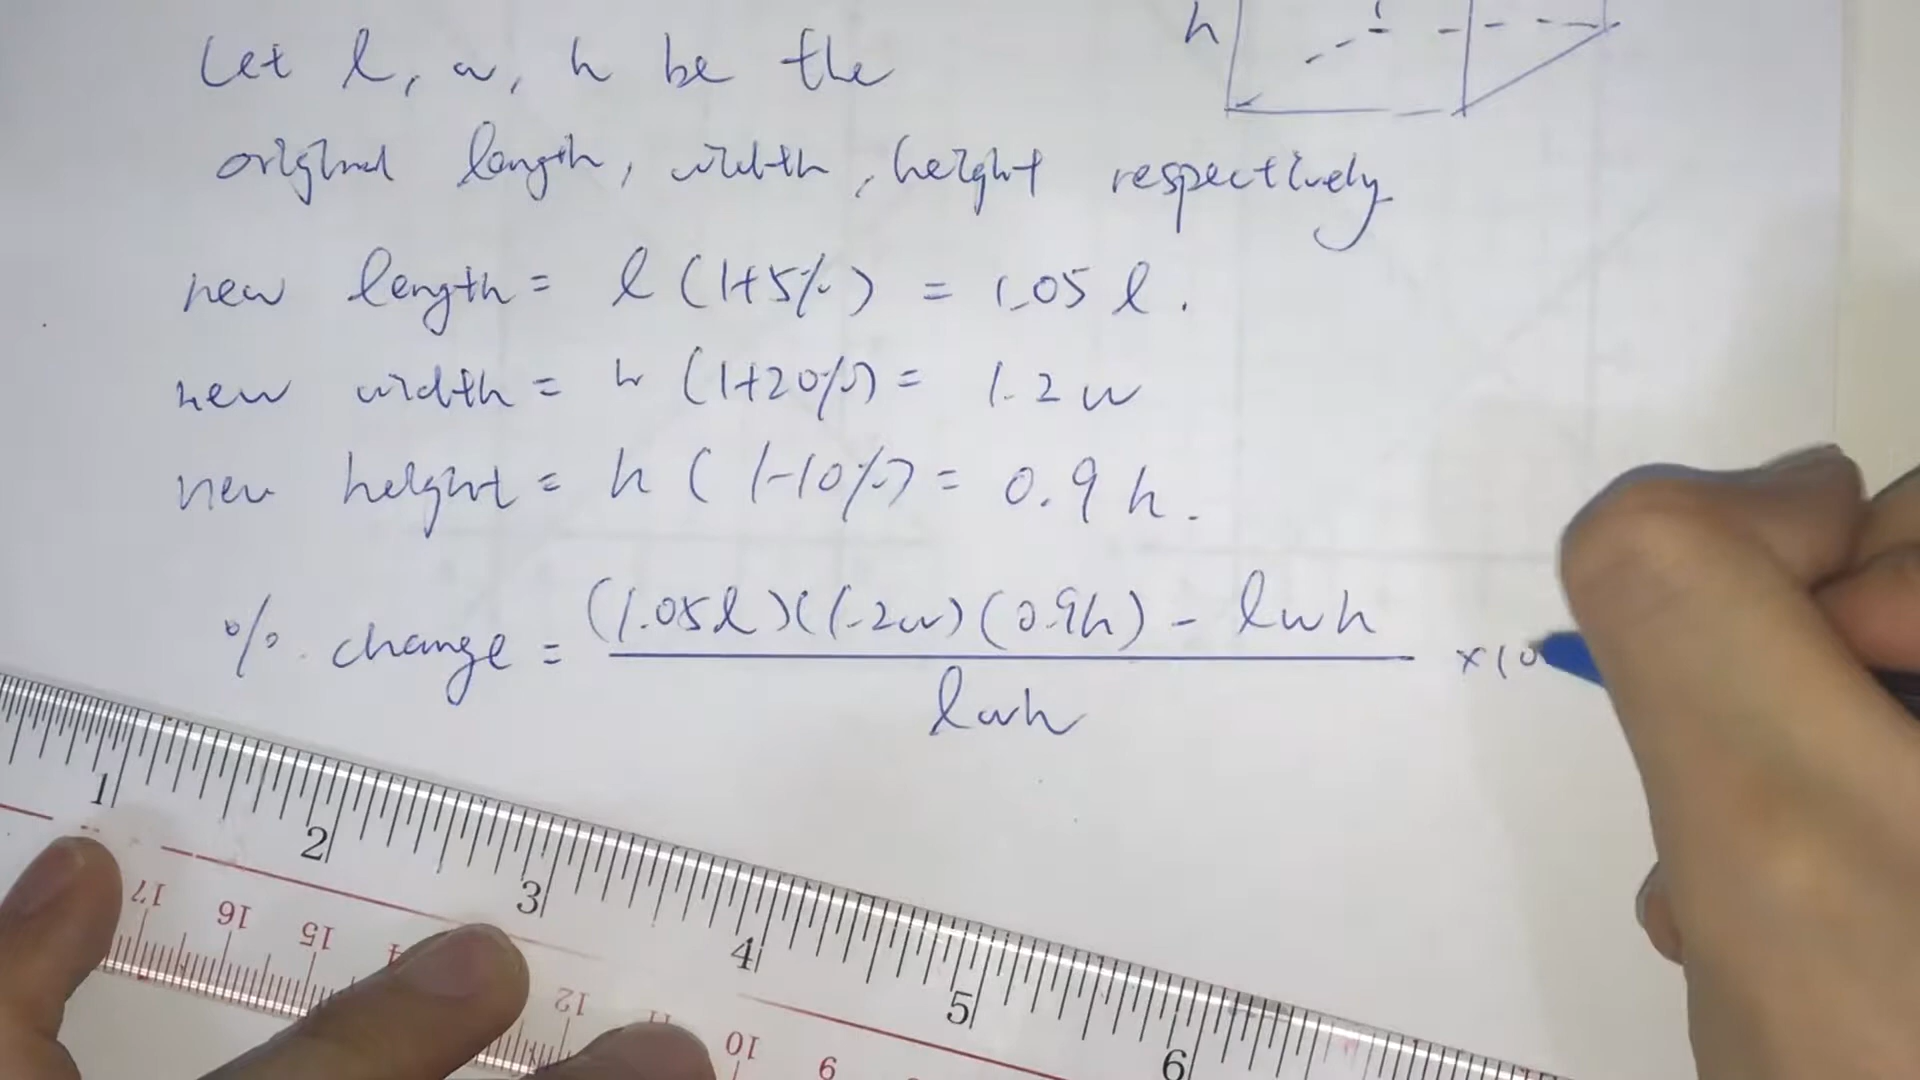 h
Let l, w, h be the
original length, width, height respectively
new length = l (1+5%) = 1.05 l .
new width = w (1+20%) = 1.2 w
new height = h ( 1-10%) = 0.9 h .
% change = (1.05l)(1.2w)(0.9h) - lwh ×10
lwh
1 2 3 4 5 6
17 16 15 12 11 10 9